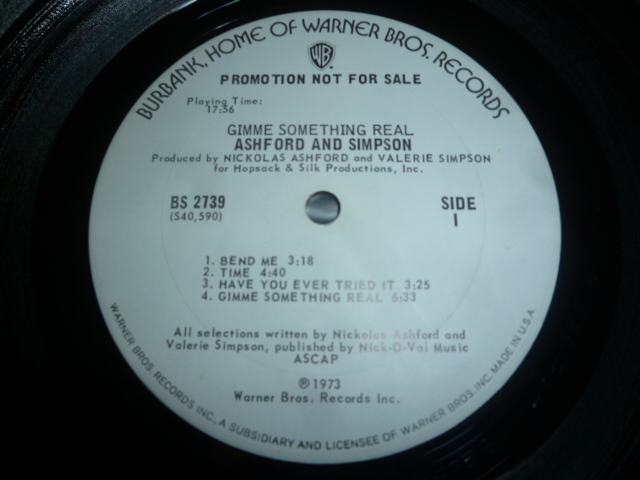 BURBANK, HOME OF WARNER BROS. RECORDS
WB
PROMOTION NOT FOR SALE
Playing Time:
17:56
GIMME SOMETHING REAL
ASHFORD AND SIMPSON
Produced by NICKOLAS ASHFORD and VALERIE SIMPSON
for Hopsack & Silk Productions, Inc.
BS 2739
(S40,590)
SIDE
1
1. BEND ME 3:18
2. TIME 4:40
3. HAVE YOU EVER TRIED IT 3:25
4. GIMME SOMETHING REAL 6:33
All selections written by Nickolas Ashford and
Valerie Simpson, published by Nick-O-Val Music
ASCAP
℗ 1973
Warner Bros. Records Inc.
WARNER BROS. RECORDS INC., A SUBSIDIARY AND LICENSEE OF WARNER BROS. INC. MADE IN U.S.A.